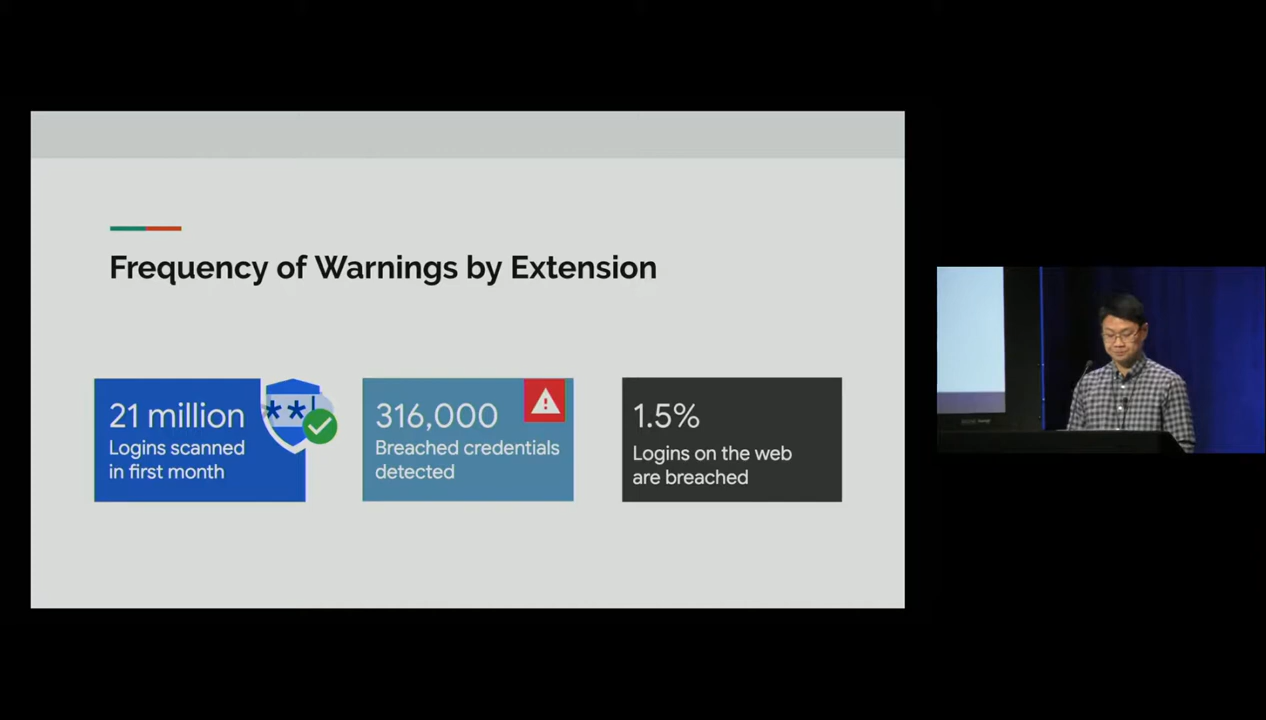 Frequency of Warnings by Extension
21 million
Logins scanned
in first month
**|
316,000
Breached credentials
detected
1.5%
Logins on the web
are breached